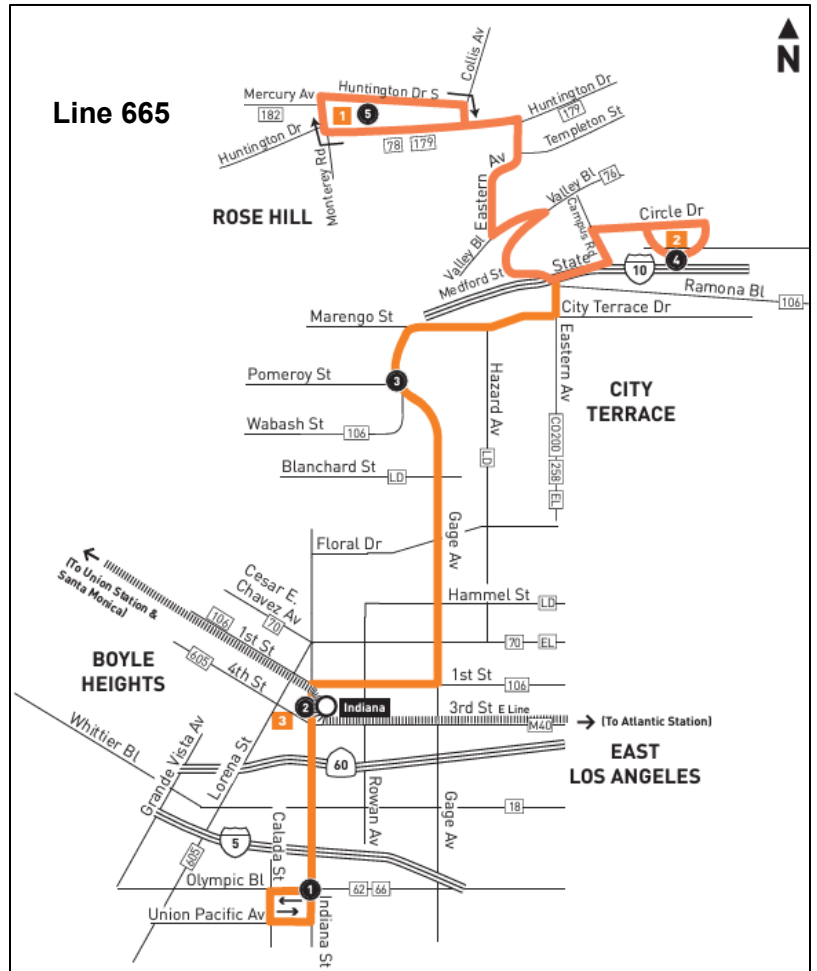 N
Line 665
Collis Av
Huntington Dr S
Mercury Av
182
1
5
Huntington Dr
179
Templeton St
Huntington Dr
Monterey Rd
78
179
ROSE HILL
Eastern
Av
Valley Bl
76
Valley Bl
Campus Rd
Circle Dr
2
4
State
10
Medford St
Ramona Bl
106
City Terrace Dr
Marengo St
Pomeroy St
3
Wabash St
106
Hazard Av
LD
Eastern Av
CO200
258
EL
CITY
TERRACE
Blanchard St
LD
Gage Av
Floral Dr
Cesar E.
Chavez Av
70
Hammel St
LD
70
EL
(To Union Station &
Santa Monica)
106
1st St
605
4th St
BOYLE
HEIGHTS
1st St
106
2
Indiana
3
3rd St E Line
M40
(To Atlantic Station)
EAST
LOS ANGELES
Whittier Bl
Grande Vista Av
Lorena St
60
Rowan Av
Gage Av
18
5
605
Calada St
Olympic Bl
1
62
66
Union Pacific Av
Indiana St